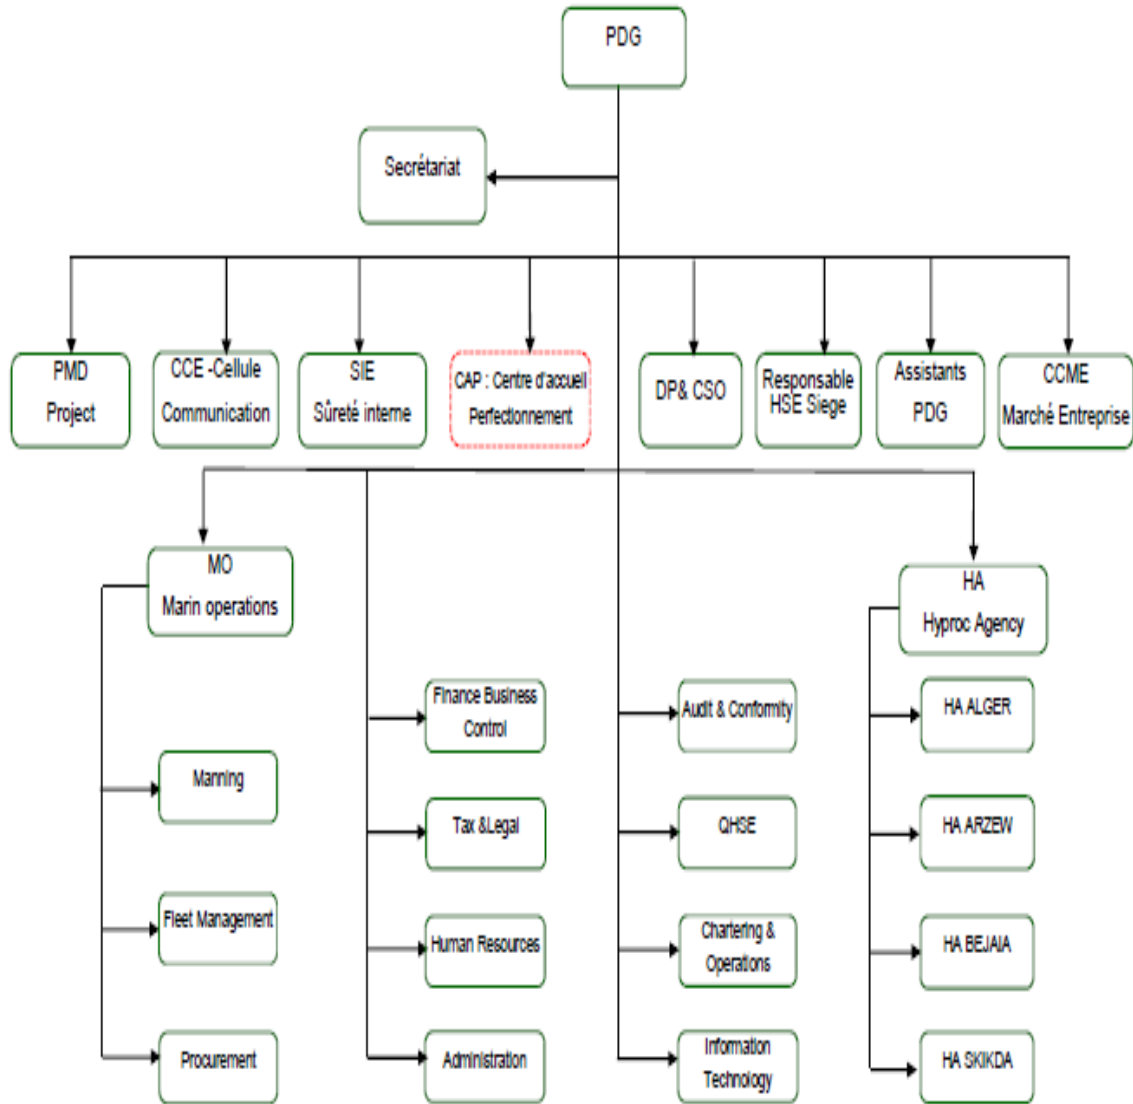 PDG
Secrétariat
PMD
Project
CCE -Cellule
Communication
SIE
Sûreté interne
CAP : Centre d'accueil
Perfectionnement
DP& CSO
Responsable
HSE Siege
Assistants
PDG
CCME
Marché Entreprise
MO
Marin operations
HA
Hyproc Agency
Finance Business
Control
Audit & Conformity
HA ALGER
Manning
Tax &Legal
QHSE
HA ARZEW
Fleet Management
Human Resources
Chartering &
Operations
HA BEJAIA
Procurement
Administration
Information
Technology
HA SKIKDA